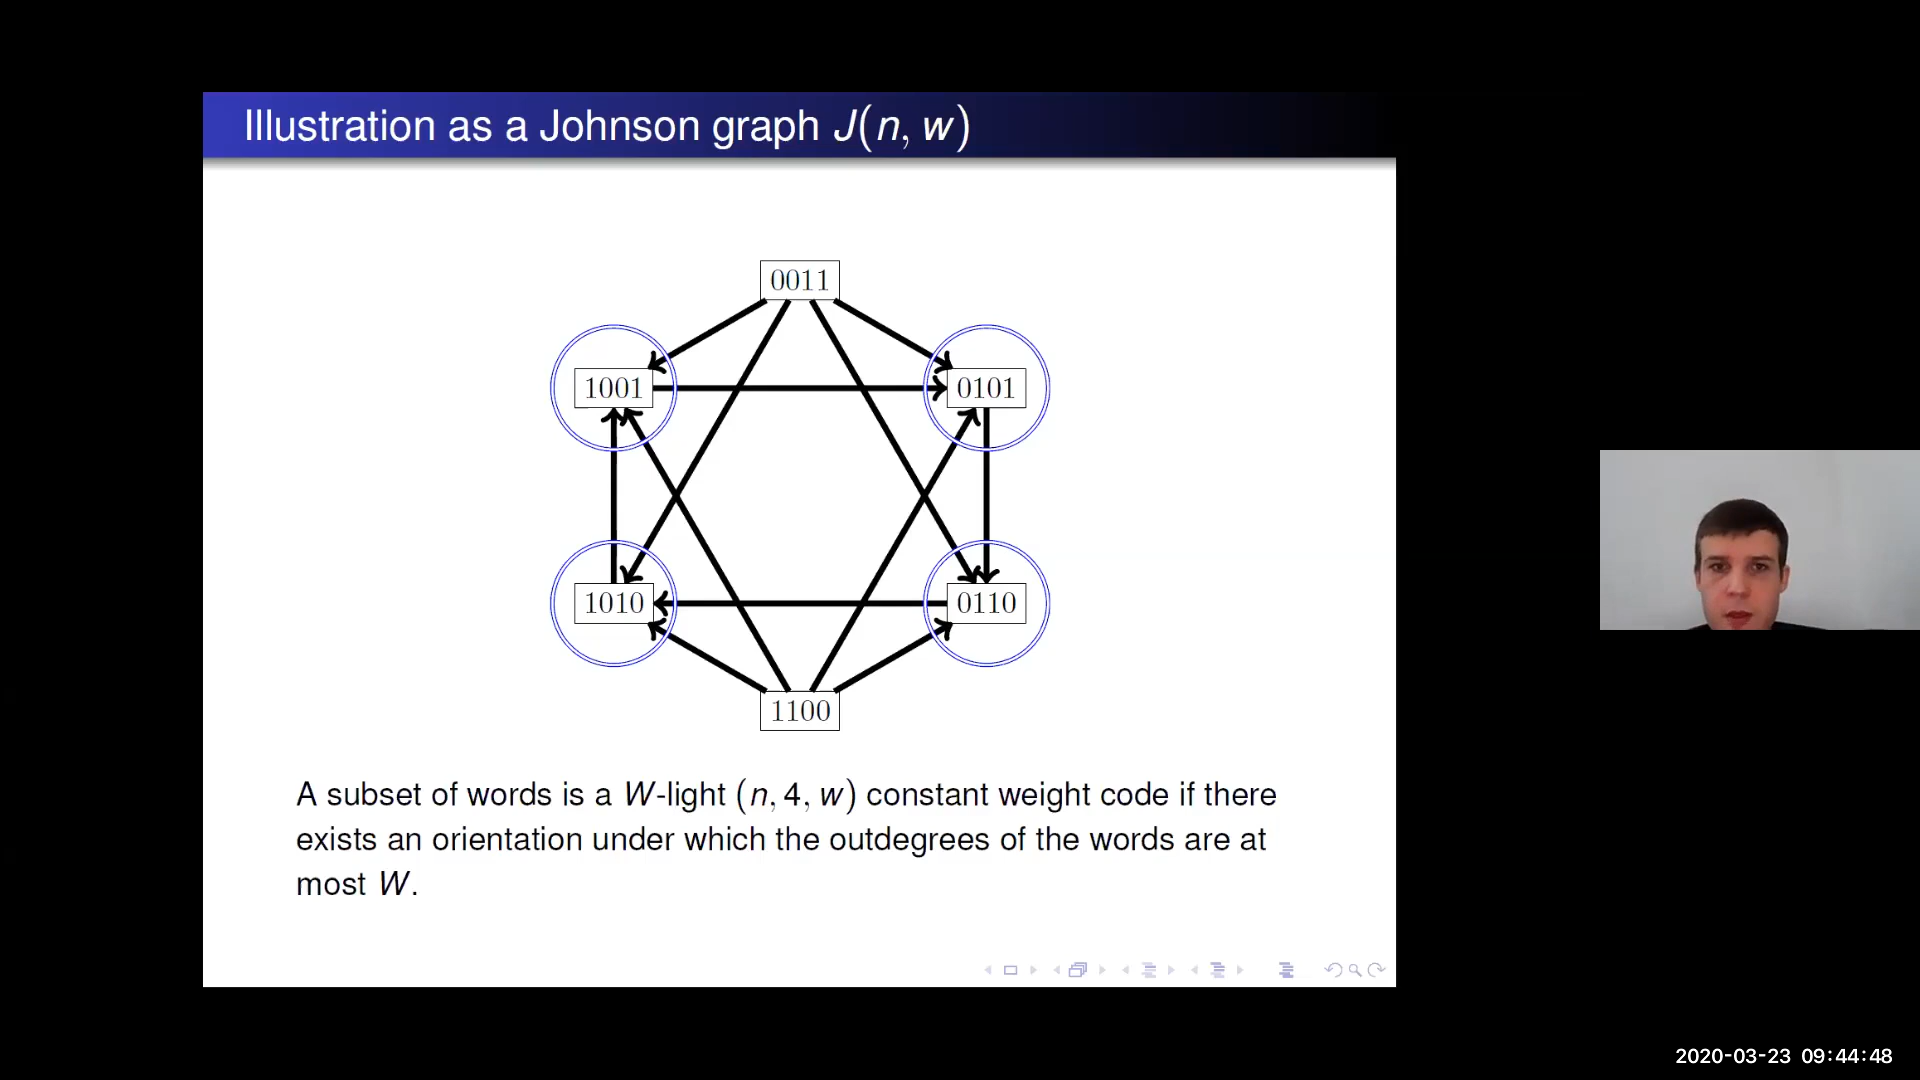 Illustration as a Johnson graph J(n, w)
0011
1001
0101
1010
0110
1100
A subset of words is a W-light (n, 4, w) constant weight code if there
exists an orientation under which the outdegrees of the words are at
most W.
2020-03-23 09:44:48